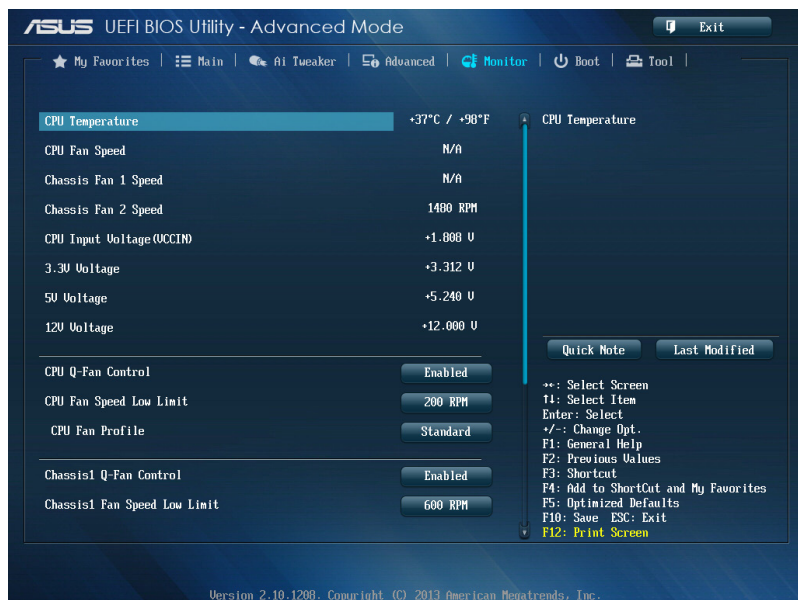 ASUS UEFI BIOS Utility - Advanced Mode
Exit
My Favorites | Main | Ai Tweaker | Advanced | Monitor | Boot | Tool |
CPU Temperature +37°C / +98°F
CPU Temperature
CPU Fan Speed N/A
Chassis Fan 1 Speed N/A
Chassis Fan 2 Speed 1480 RPM
CPU Input Voltage(VCCIN) +1.808 V
3.3V Voltage +3.312 V
5V Voltage +5.240 V
12V Voltage +12.000 V
CPU Q-Fan Control Enabled
CPU Fan Speed Low Limit 200 RPM
CPU Fan Profile Standard
Chassis1 Q-Fan Control Enabled
Chassis1 Fan Speed Low Limit 600 RPM
Quick Note
Last Modified
→←: Select Screen
↑↓: Select Item
Enter: Select
+/-: Change Opt.
F1: General Help
F2: Previous Values
F3: Shortcut
F4: Add to ShortCut and My Favorites
F5: Optimized Defaults
F10: Save ESC: Exit
F12: Print Screen
Version 2.10.1208. Copyright (C) 2013 American Megatrends, Inc.